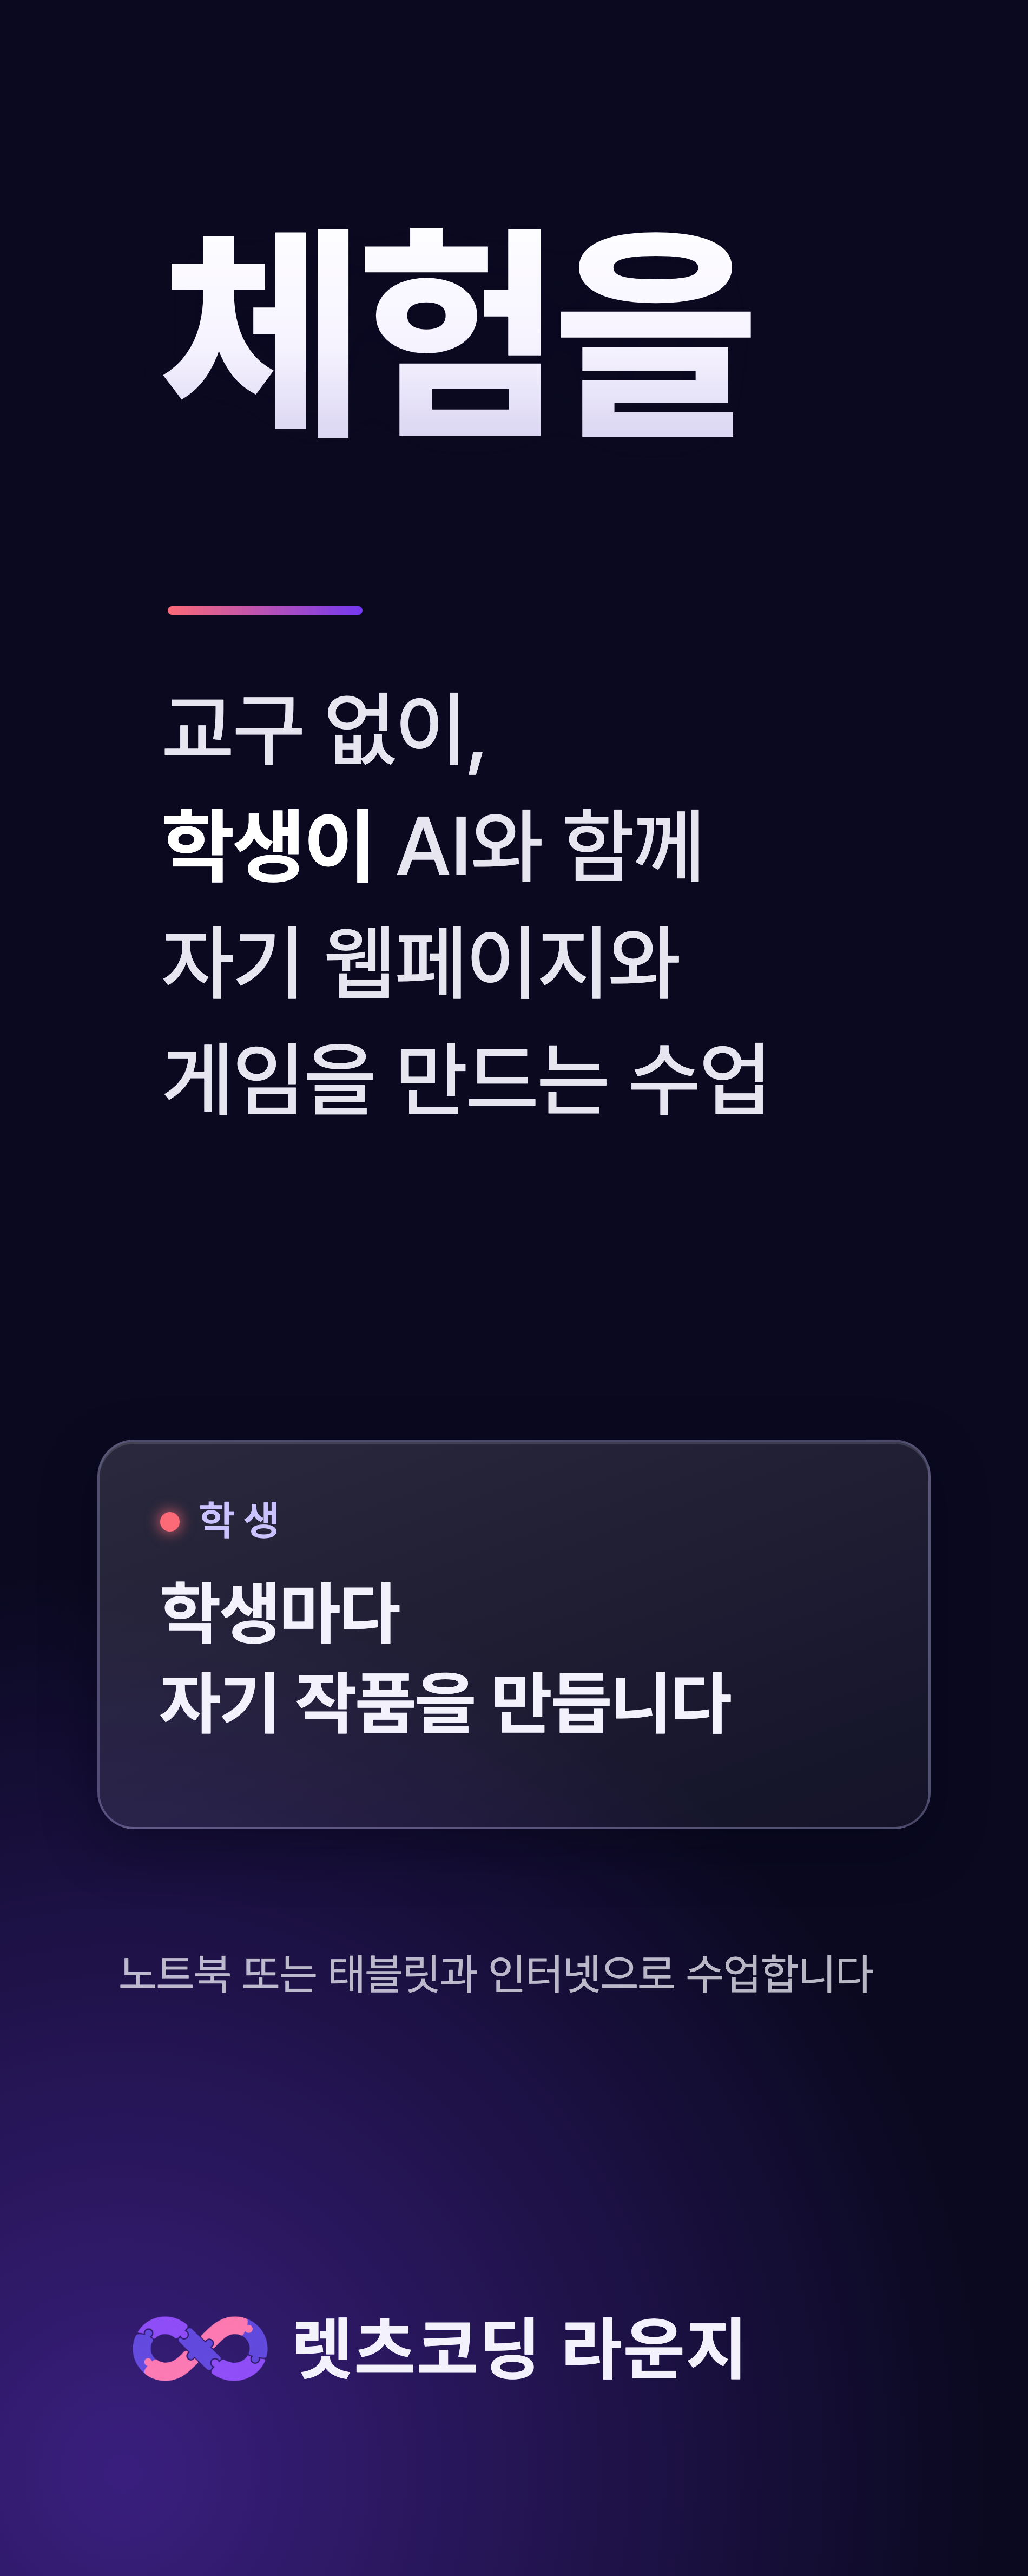 체험을
교구 없이,
학생이 AI와 함께
자기 웹페이지와
게임을 만드는 수업
학생
학생마다
자기 작품을 만듭니다
노트북 또는 태블릿과 인터넷으로 수업합니다
렛츠코딩 라운지